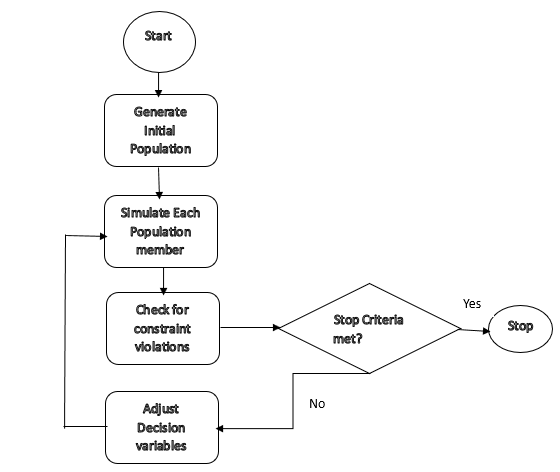 Start
Generate
Initial
Population
Simulate Each
Population
member
Check for
constraint
violations
Stop Criteria
met?
Yes
Stop
No
Adjust
Decision
variables